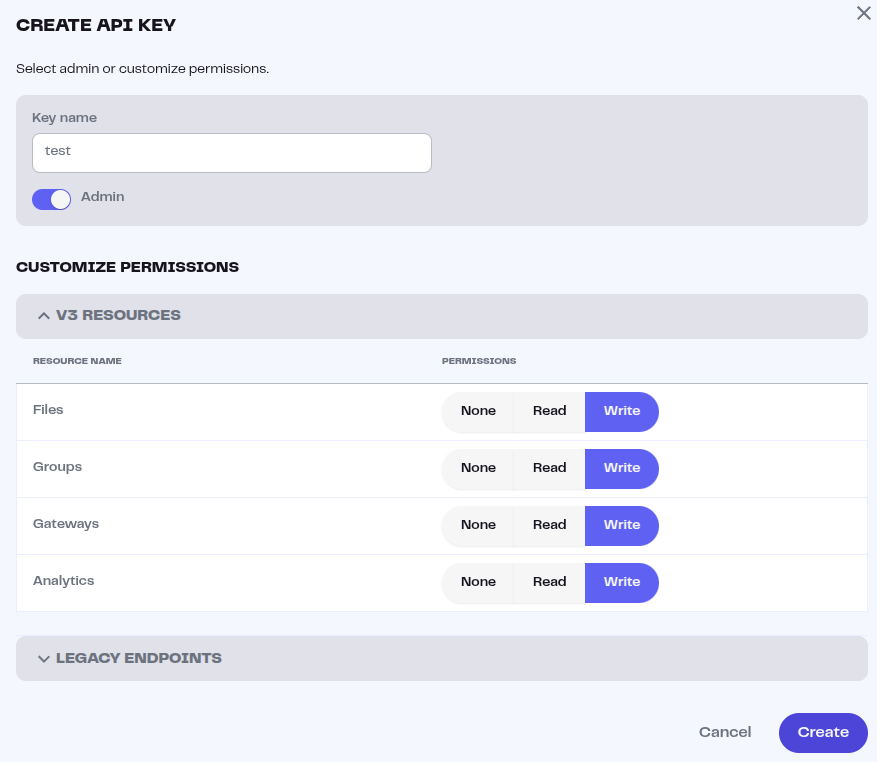 CREATE API KEY
Select admin or customize permissions.
Key name
test
Admin
CUSTOMIZE PERMISSIONS
V3 RESOURCES
RESOURCE NAME PERMISSIONS
Files None Read Write
Groups None Read Write
Gateways None Read Write
Analytics None Read Write
LEGACY ENDPOINTS
Cancel Create